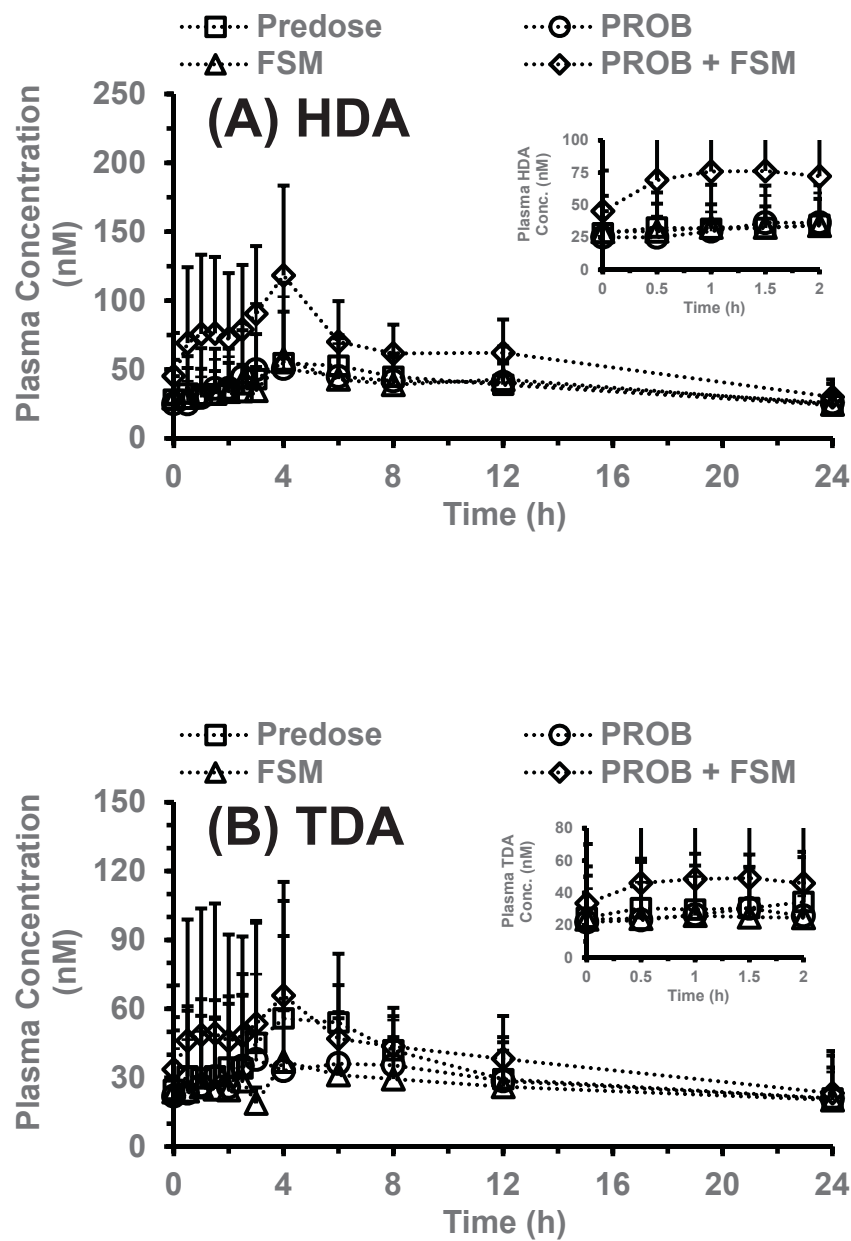 Predose PROB
FSM PROB + FSM
(A) HDA
Plasma Concentration
(nM)
250
200
150
100
50
0
0 4 8 12 16 20 24
Time (h)
Plasma HDA
Conc. (nM)
100
75
50
25
0
0 0.5 1 1.5 2
Time (h)
Predose PROB
FSM PROB + FSM
(B) TDA
Plasma Concentration
(nM)
150
120
90
60
30
0
0 4 8 12 16 20 24
Time (h)
Plasma TDA
Conc. (nM)
80
60
40
20
0
0 0.5 1 1.5 2
Time (h)